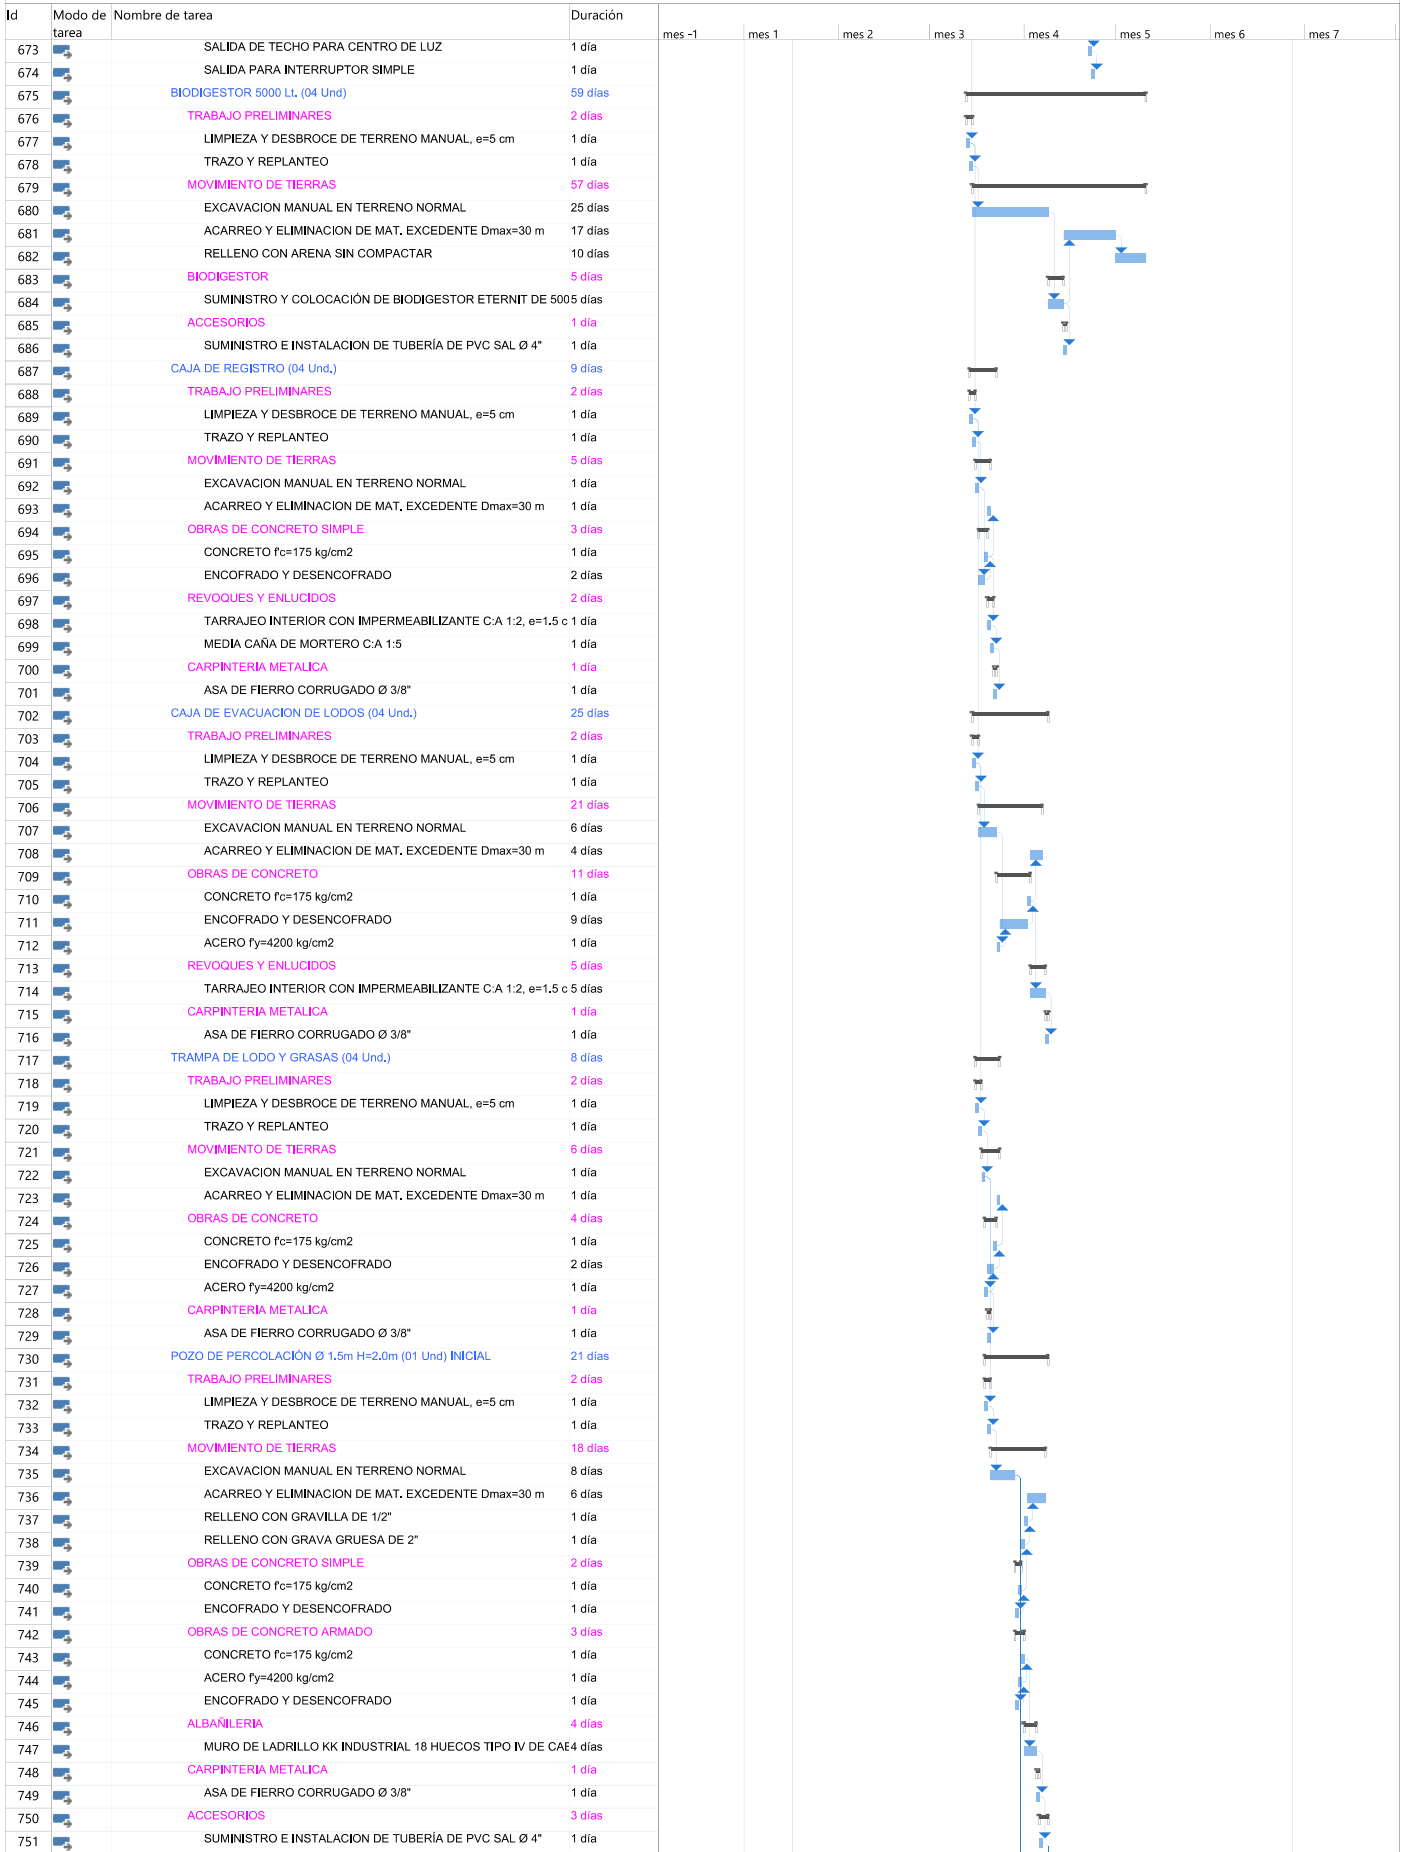 Id Modo de tarea Nombre de tarea Duración mes -1 mes 1 mes 2 mes 3 mes 4 mes 5 mes 6 mes 7
673 SALIDA DE TECHO PARA CENTRO DE LUZ 1 día
674 SALIDA PARA INTERRUPTOR SIMPLE 1 día
675 BIODIGESTOR 5000 Lt. (04 Und) 59 días
676 TRABAJO PRELIMINARES 2 días
677 LIMPIEZA Y DESBROCE DE TERRENO MANUAL, e=5 cm 1 día
678 TRAZO Y REPLANTEO 1 día
679 MOVIMIENTO DE TIERRAS 57 días
680 EXCAVACION MANUAL EN TERRENO NORMAL 25 días
681 ACARREO Y ELIMINACION DE MAT. EXCEDENTE Dmax=30 m 17 días
682 RELLENO CON ARENA SIN COMPACTAR 10 días
683 BIODIGESTOR 5 días
684 SUMINISTRO Y COLOCACIÓN DE BIODIGESTOR ETERNIT DE 500 5 días
685 ACCESORIOS 1 día
686 SUMINISTRO E INSTALACION DE TUBERÍA DE PVC SAL Ø 4" 1 día
687 CAJA DE REGISTRO (04 Und.) 9 días
688 TRABAJO PRELIMINARES 2 días
689 LIMPIEZA Y DESBROCE DE TERRENO MANUAL, e=5 cm 1 día
690 TRAZO Y REPLANTEO 1 día
691 MOVIMIENTO DE TIERRAS 5 días
692 EXCAVACION MANUAL EN TERRENO NORMAL 1 día
693 ACARREO Y ELIMINACION DE MAT. EXCEDENTE Dmax=30 m 1 día
694 OBRAS DE CONCRETO SIMPLE 3 días
695 CONCRETO f'c=175 kg/cm2 1 día
696 ENCOFRADO Y DESENCOFRADO 2 días
697 REVOQUES Y ENLUCIDOS 2 días
698 TARRAJEO INTERIOR CON IMPERMEABILIZANTE C:A 1:2, e=1.5 c 1 día
699 MEDIA CAÑA DE MORTERO C:A 1:5 1 día
700 CARPINTERIA METALICA 1 día
701 ASA DE FIERRO CORRUGADO Ø 3/8" 1 día
702 CAJA DE EVACUACION DE LODOS (04 Und.) 25 días
703 TRABAJO PRELIMINARES 2 días
704 LIMPIEZA Y DESBROCE DE TERRENO MANUAL, e=5 cm 1 día
705 TRAZO Y REPLANTEO 1 día
706 MOVIMIENTO DE TIERRAS 21 días
707 EXCAVACION MANUAL EN TERRENO NORMAL 6 días
708 ACARREO Y ELIMINACION DE MAT. EXCEDENTE Dmax=30 m 4 días
709 OBRAS DE CONCRETO 11 días
710 CONCRETO f'c=175 kg/cm2 1 día
711 ENCOFRADO Y DESENCOFRADO 9 días
712 ACERO f'y=4200 kg/cm2 1 día
713 REVOQUES Y ENLUCIDOS 5 días
714 TARRAJEO INTERIOR CON IMPERMEABILIZANTE C:A 1:2, e=1.5 c 5 días
715 CARPINTERIA METALICA 1 día
716 ASA DE FIERRO CORRUGADO Ø 3/8" 1 día
717 TRAMPA DE LODO Y GRASAS (04 Und.) 8 días
718 TRABAJO PRELIMINARES 2 días
719 LIMPIEZA Y DESBROCE DE TERRENO MANUAL, e=5 cm 1 día
720 TRAZO Y REPLANTEO 1 día
721 MOVIMIENTO DE TIERRAS 6 días
722 EXCAVACION MANUAL EN TERRENO NORMAL 1 día
723 ACARREO Y ELIMINACION DE MAT. EXCEDENTE Dmax=30 m 1 día
724 OBRAS DE CONCRETO 4 días
725 CONCRETO f'c=175 kg/cm2 1 día
726 ENCOFRADO Y DESENCOFRADO 2 días
727 ACERO f'y=4200 kg/cm2 1 día
728 CARPINTERIA METALICA 1 día
729 ASA DE FIERRO CORRUGADO Ø 3/8" 1 día
730 POZO DE PERCOLACIÓN Ø 1.5m H=2.0m (01 Und) INICIAL 21 días
731 TRABAJO PRELIMINARES 2 días
732 LIMPIEZA Y DESBROCE DE TERRENO MANUAL, e=5 cm 1 día
733 TRAZO Y REPLANTEO 1 día
734 MOVIMIENTO DE TIERRAS 18 días
735 EXCAVACION MANUAL EN TERRENO NORMAL 8 días
736 ACARREO Y ELIMINACION DE MAT. EXCEDENTE Dmax=30 m 6 días
737 RELLENO CON GRAVILLA DE 1/2" 1 día
738 RELLENO CON GRAVA GRUESA DE 2" 1 día
739 OBRAS DE CONCRETO SIMPLE 2 días
740 CONCRETO f'c=175 kg/cm2 1 día
741 ENCOFRADO Y DESENCOFRADO 1 día
742 OBRAS DE CONCRETO ARMADO 3 días
743 CONCRETO f'c=175 kg/cm2 1 día
744 ACERO f'y=4200 kg/cm2 1 día
745 ENCOFRADO Y DESENCOFRADO 1 día
746 ALBAÑILERIA 4 días
747 MURO DE LADRILLO KK INDUSTRIAL 18 HUECOS TIPO IV DE CAB 4 días
748 CARPINTERIA METALICA 1 día
749 ASA DE FIERRO CORRUGADO Ø 3/8" 1 día
750 ACCESORIOS 3 días
751 SUMINISTRO E INSTALACION DE TUBERÍA DE PVC SAL Ø 4" 1 día